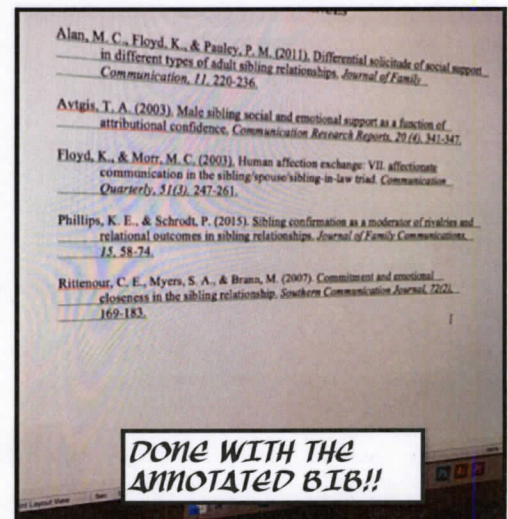 Alan, M. C., Floyd, K., & Pauley, P. M. (2011). Differential solicitude of social support
in different types of adult sibling relationships. Journal of Family
Communication, 11, 220-236.
Avtgis, T. A. (2003). Male sibling social and emotional support as a function of
attributional confidence. Communication Research Reports, 20 (4), 341-347.
Floyd, K., & Morr, M. C. (2003). Human affection exchange: VII. affectionate
communication in the sibling/spouse/sibling-in-law triad. Communication
Quarterly, 51(3), 247-261.
Phillips, K. E., & Schrodt, P. (2015). Sibling confirmation as a moderator of rivalries and
relational outcomes in sibling relationships. Journal of Family Communications,
15, 58-74.
Rittenour, C. E., Myers, S. A., & Brann, M. (2007). Commitment and emotional
closeness in the sibling relationship. Southern Communication Journal, 72(2),
169-183.
DONE WITH THE
ANNOTATED BIB!!
Layout View
Sec